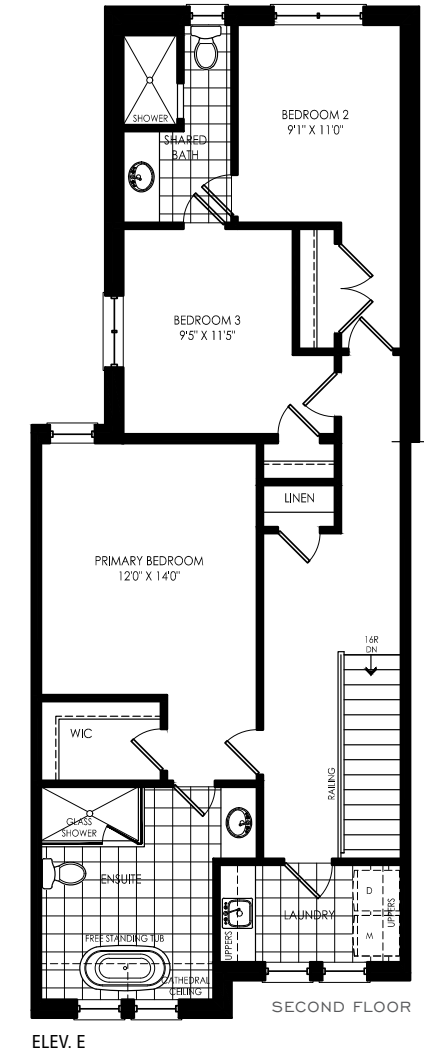 SHOWER
SHARED
BATH
BEDROOM 2
9'1" X 11'0"
BEDROOM 3
9'5" X 11'5"
LINEN
PRIMARY BEDROOM
12'0" X 14'0"
16R
DN
WIC
RAILING
GLASS
SHOWER
ENSUITE
FREE STANDING TUB
CATHEDRAL
CEILING
UPPERS
LAUNDRY
D
M
UPPERS
SECOND FLOOR
ELEV. E